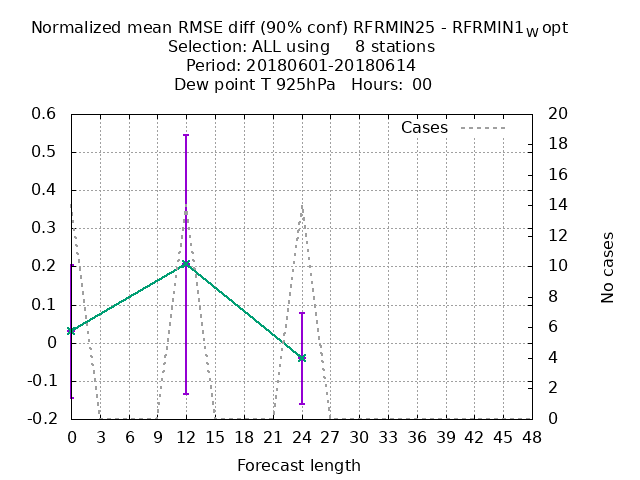 Normalized mean RMSE diff (90% conf) RFRMIN25 - RFRMIN1wopt
Selection: ALL using 8 stations
Period: 20180601-20180614
Dew point T 925hPa Hours: 00
Cases
0.6
0.5
0.4
0.3
0.2
0.1
0
-0.1
-0.2
20
18
16
14
12
10
8
6
4
2
0
No cases
0 3 6 9 12 15 18 21 24 27 30 33 36 39 42 45 48
Forecast length